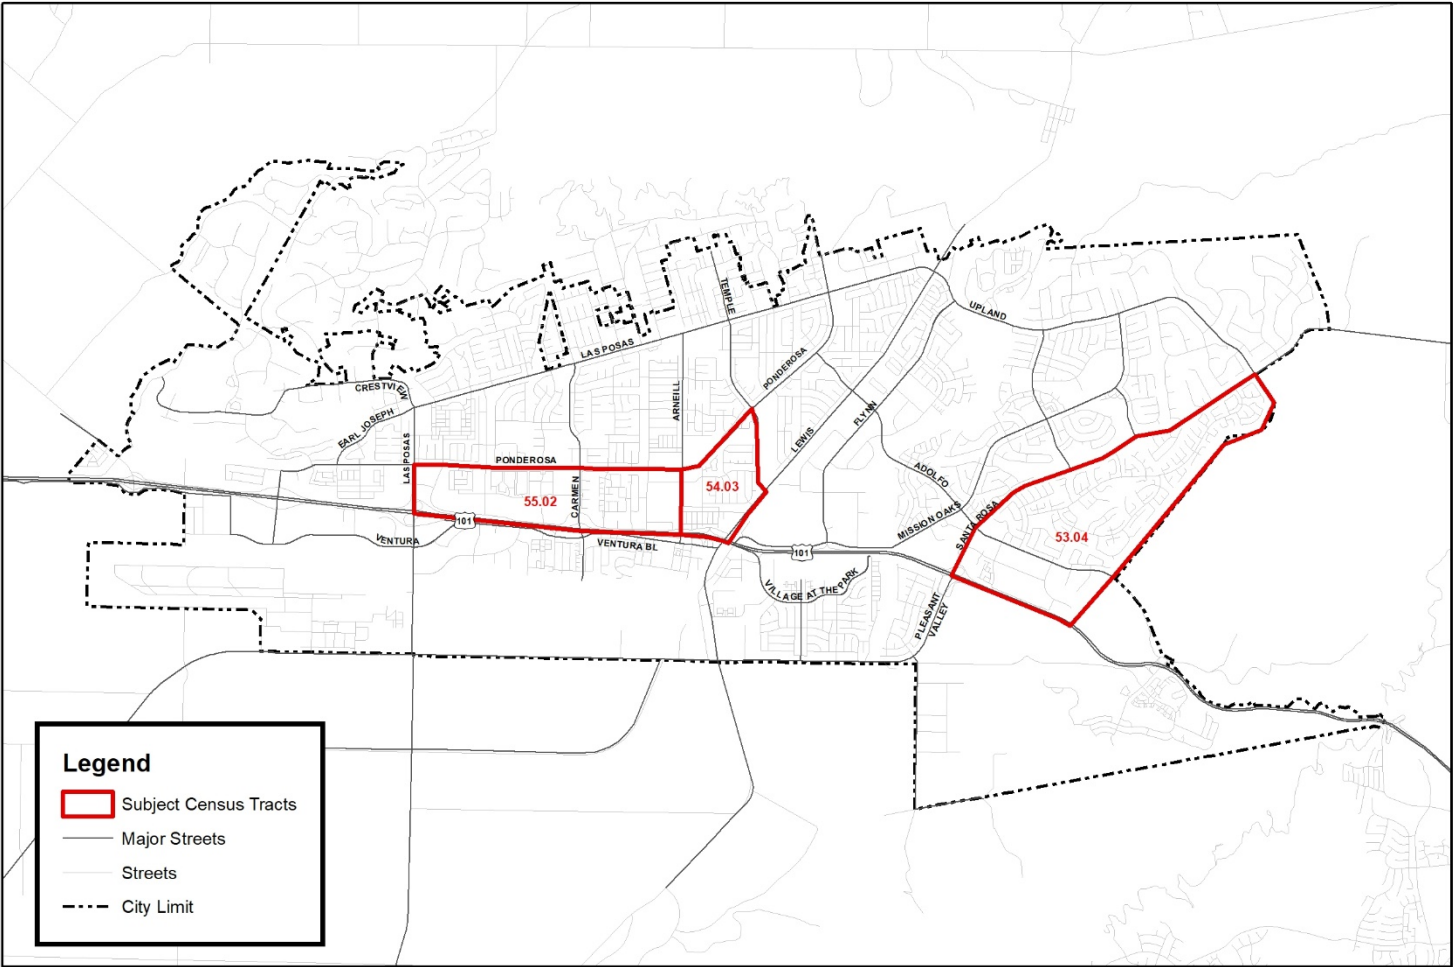 UPLAND
TEMPLE
LAS POSAS
PONDEROSA
CRESTVIEW
ARNEILL
EARL JOSEPH
FLYNN
LEWIS
LAS POSAS
PONDEROSA
ADOLFO
54.03
55.02
CARMEN
MISSION OAKS
SANTA ROSA
101
53.04
VENTURA
VENTURA BL
101
VILLAGE AT THE PARK
PLEASANT
VALLEY
Legend
Subject Census Tracts
Major Streets
Streets
City Limit